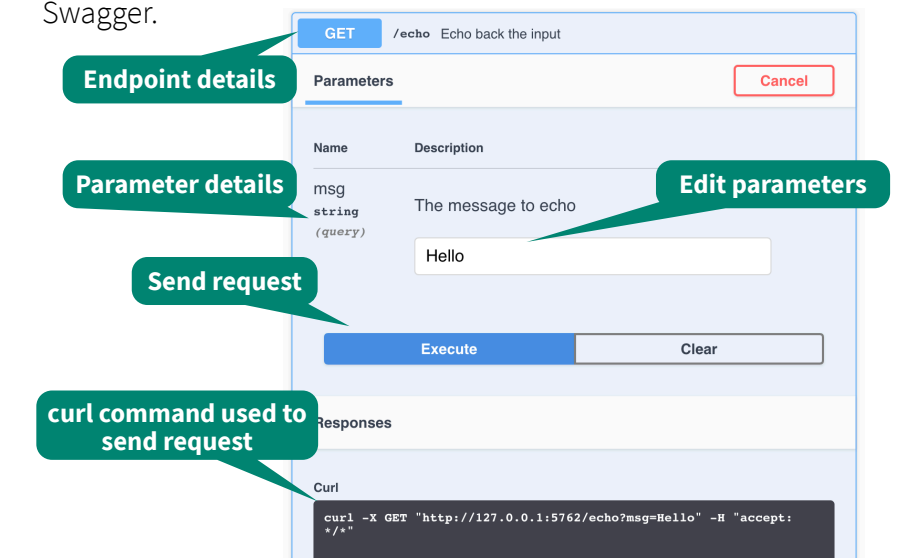 Swagger.
GET /echo Echo back the input
Endpoint details
Parameters
Cancel
Name Description
Parameter details
Edit parameters
msg
string
(query)
The message to echo
Hello
Send request
Execute Clear
curl command used to
send request
Responses
Curl
curl -X GET "http://127.0.0.1:5762/echo?msg=Hello" -H "accept:
*/*"